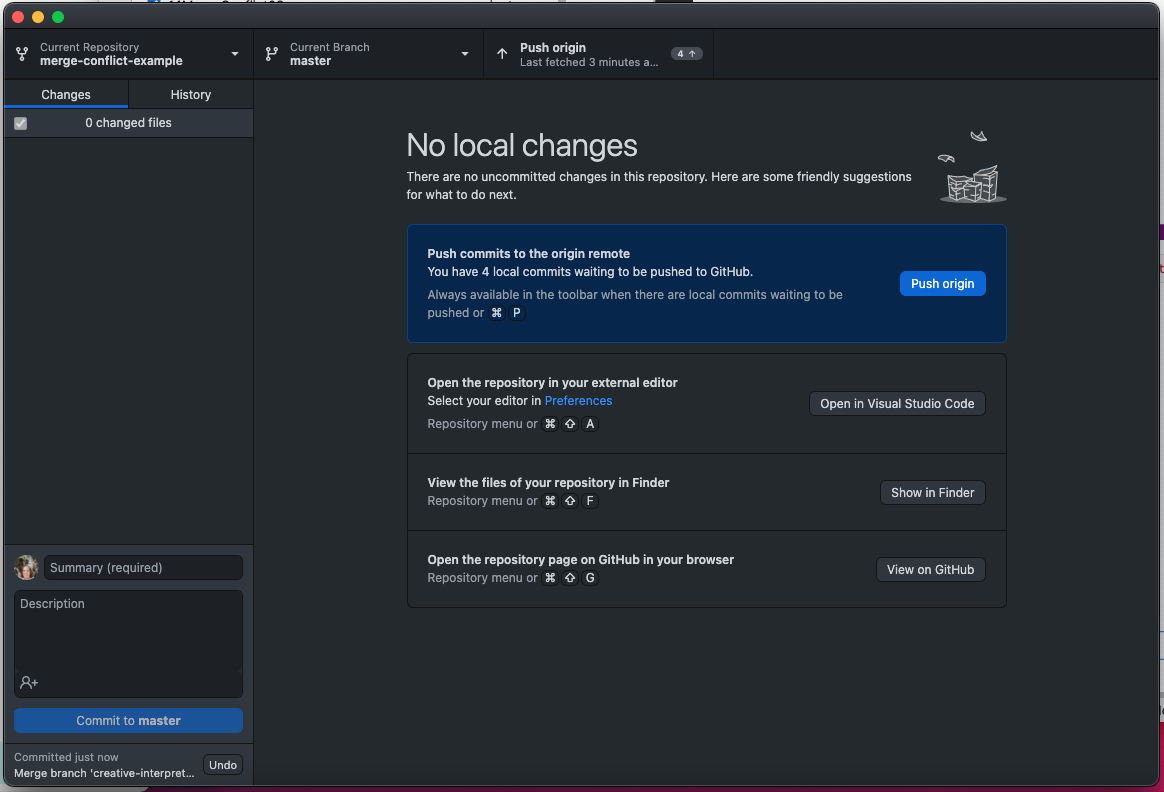 Current Repository
merge-conflict-example
Current Branch
master
Push origin
Last fetched 3 minutes a...
4
Changes
History
0 changed files
No local changes
There are no uncommitted changes in this repository. Here are some friendly suggestions
for what to do next.
Push commits to the origin remote
You have 4 local commits waiting to be pushed to GitHub.
Always available in the toolbar when there are local commits waiting to be
pushed or ⌘ P
Push origin
Open the repository in your external editor
Select your editor in Preferences
Repository menu or ⌘ ⇧ A
Open in Visual Studio Code
View the files of your repository in Finder
Repository menu or ⌘ ⇧ F
Show in Finder
Open the repository page on GitHub in your browser
Repository menu or ⌘ ⇧ G
View on GitHub
Summary (required)
Description
Commit to master
Committed just now
Merge branch 'creative-interpret...
Undo